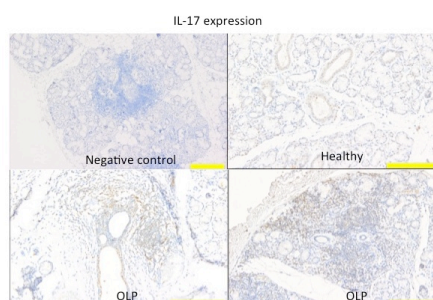 IL-17 expression
Negative control
Healthy
OLP
OLP